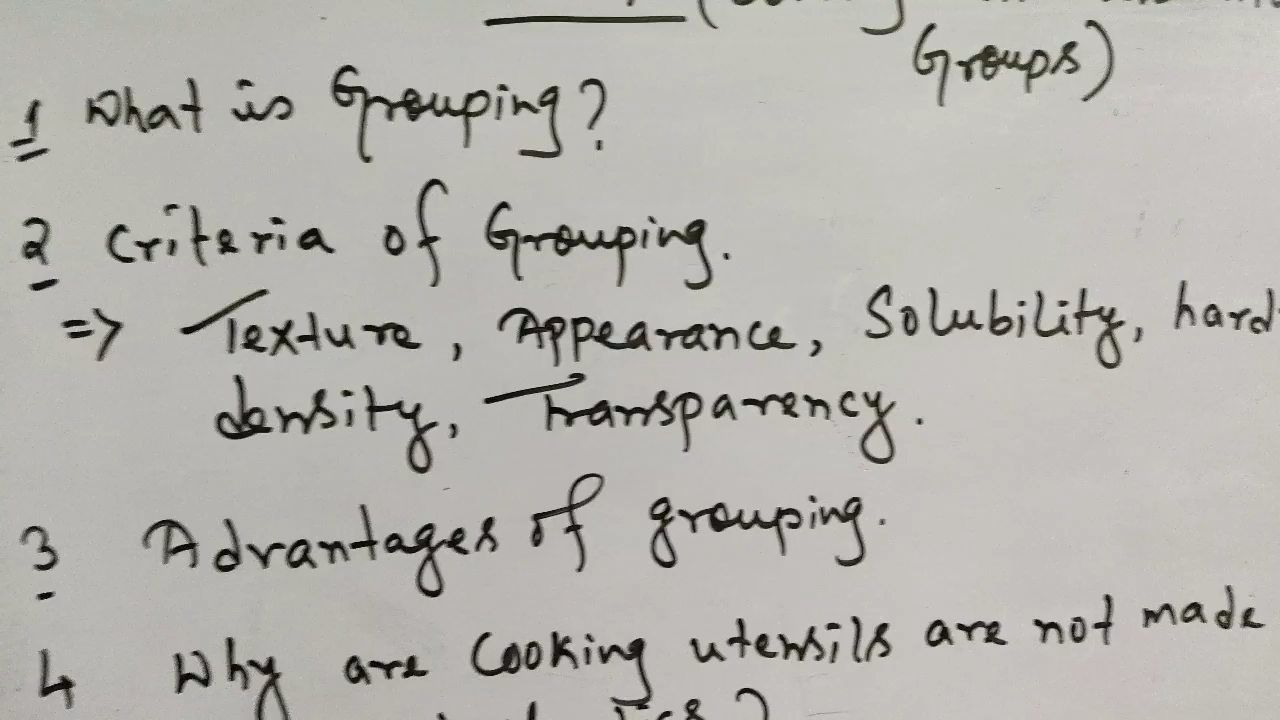 Groups)
1 What is Grouping?
2 Criteria of Grouping.
=> Texture, Appearance, Solubility, hard
density, Transparency.
3 Advantages of grouping.
4 Why are Cooking utensils are not made